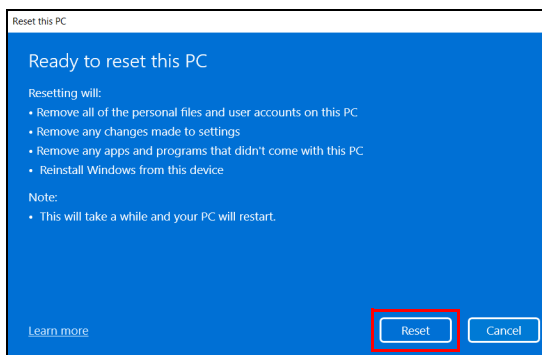 Reset this PC
Ready to reset this PC
Resetting will:
• Remove all of the personal files and user accounts on this PC
• Remove any changes made to settings
• Remove any apps and programs that didn't come with this PC
• Reinstall Windows from this device
Note:
• This will take a while and your PC will restart.
Learn more
Reset
Cancel